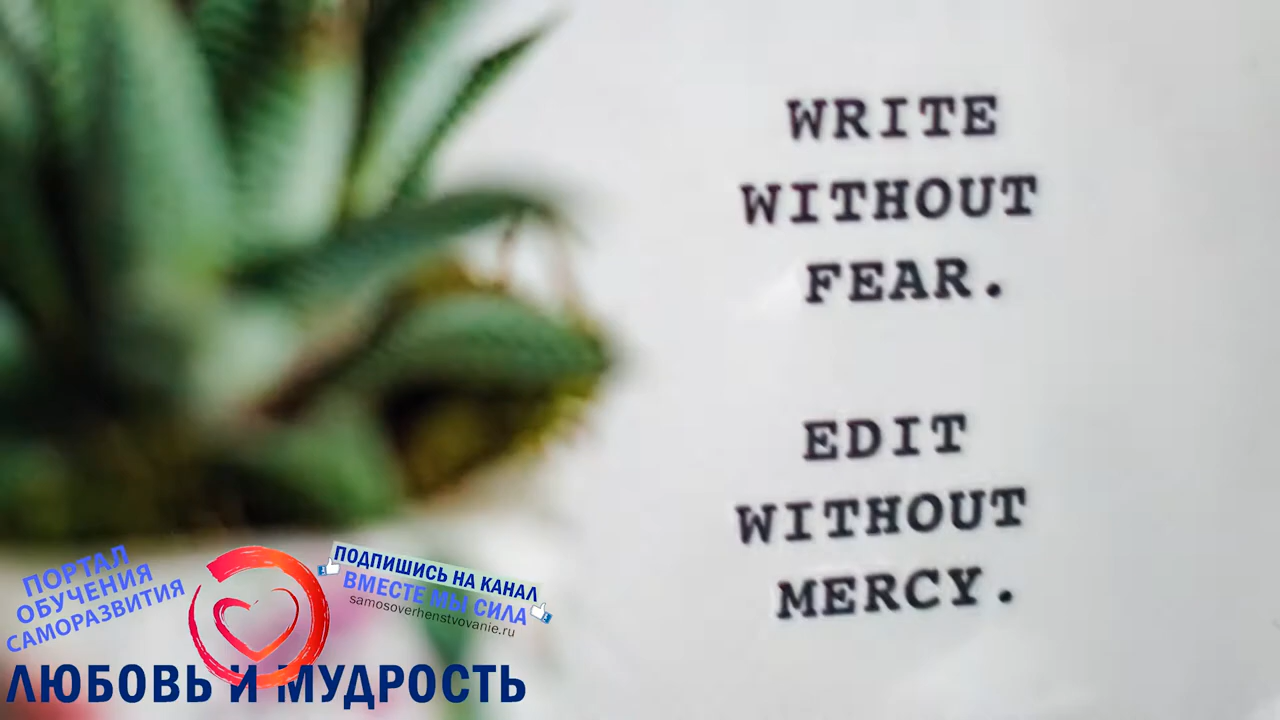 WRITE
WITHOUT
FEAR.
EDIT
WITHOUT
MERCY.
ПОРТАЛ
ОБУЧЕНИЯ
САМОРАЗВИТИЯ
ПОДПИШИСЬ НА КАНАЛ
ВМЕСТЕ МЫ СИЛА
samosoverhenstvovanie.ru
ЛЮБОВЬ И МУДРОСТЬ